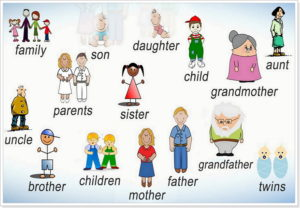 family
son
daughter
child
grandmother
aunt
uncle
parents
sister
brother
children
mother
father
grandfather
twins